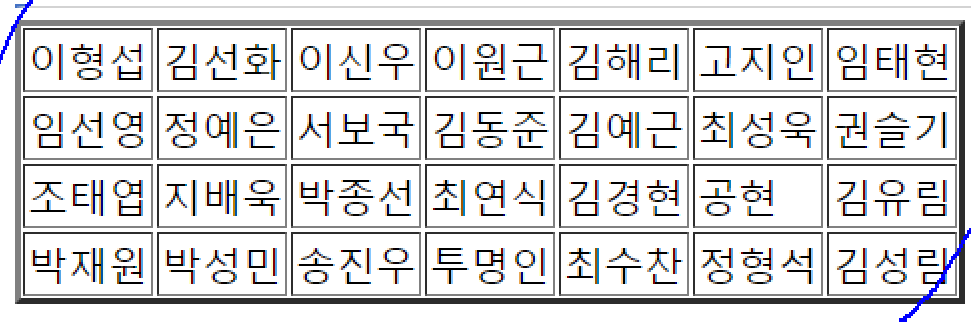 이형섭 김선화 이신우 이원근 김해리 고지인 임태현
임선영 정예은 서보국 김동준 김예근 최성욱 권슬기
조태엽 지배욱 박종선 최연식 김경현 공현 김유림
박재원 박성민 송진우 투명인 최수찬 정형석 김성림